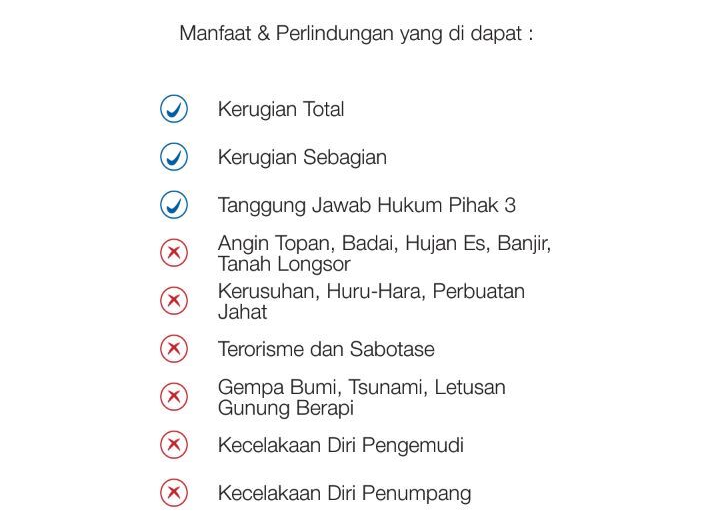 Manfaat & Perlindungan yang di dapat :
Kerugian Total
Kerugian Sebagian
Tanggung Jawab Hukum Pihak 3
Angin Topan, Badai, Hujan Es, Banjir,
Tanah Longsor
Kerusuhan, Huru-Hara, Perbuatan
Jahat
Terorisme dan Sabotase
Gempa Bumi, Tsunami, Letusan
Gunung Berapi
Kecelakaan Diri Pengemudi
Kecelakaan Diri Penumpang